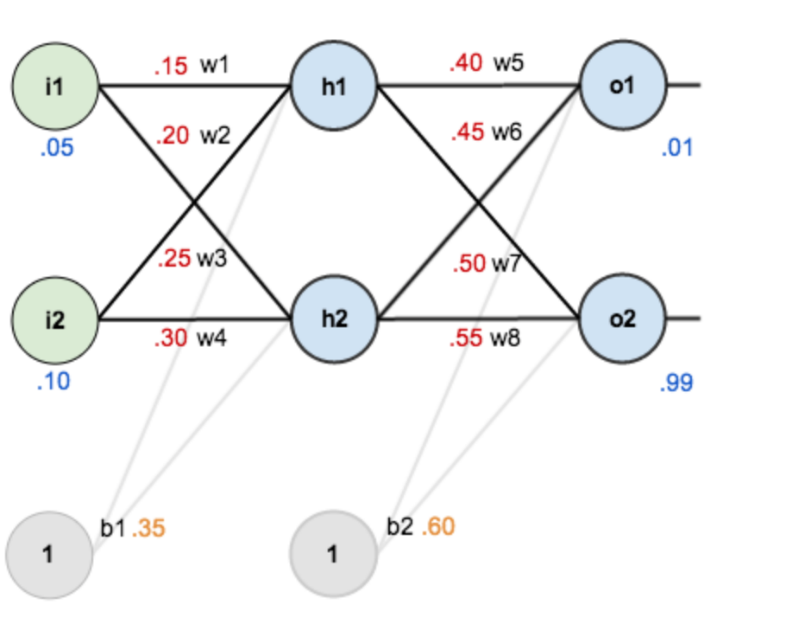 .15 w1
.40 w5
i1
h1
o1
.20 w2
.45 w6
.05
.01
.25 w3
.50 w7
i2
h2
o2
.30 w4
.55 w8
.10
.99
b1 .35
b2 .60
1
1